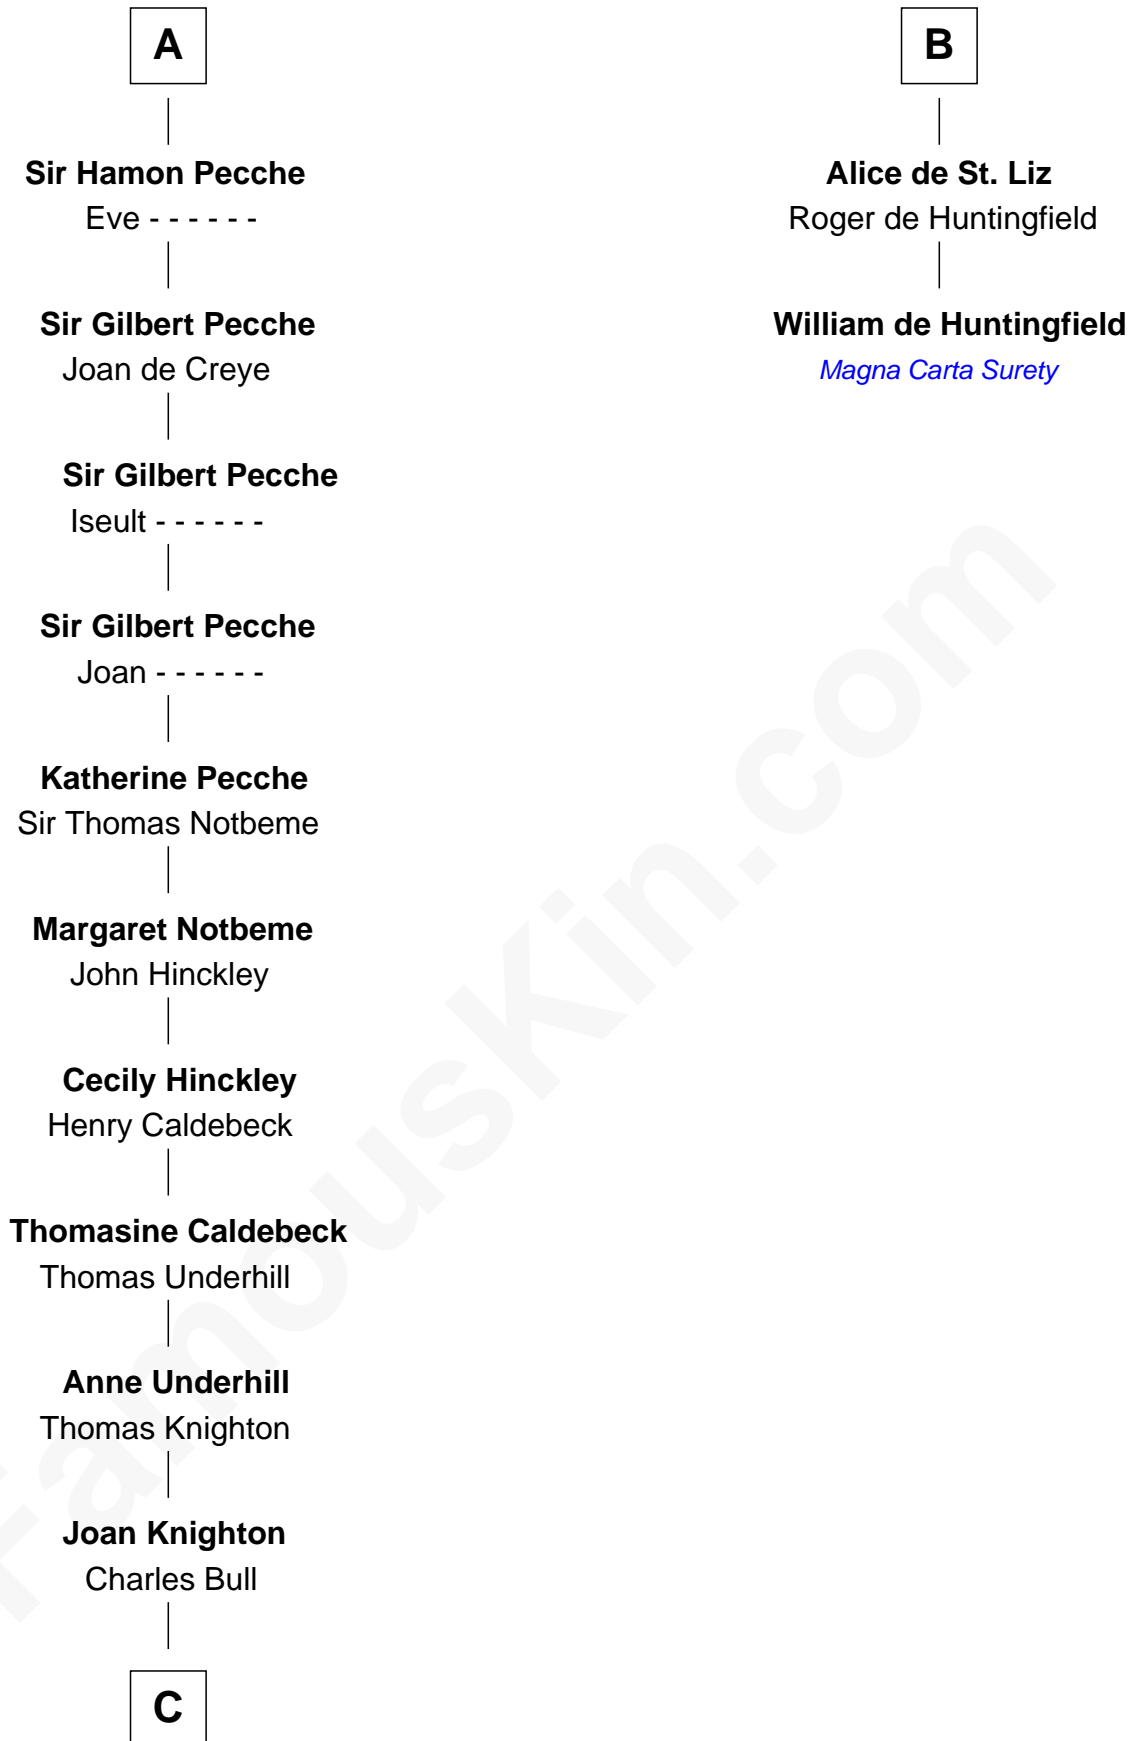 A
B
Sir Hamon Pecche
Eve - - - - - -
Alice de St. Liz
Roger de Huntingfield
Sir Gilbert Pecche
Joan de Creye
William de Huntingfield
Magna Carta Surety
Sir Gilbert Pecche
Iseult - - - - - -
Sir Gilbert Pecche
Joan - - - - - -
Katherine Pecche
Sir Thomas Notbeme
Margaret Notbeme
John Hinckley
Cecily Hinckley
Henry Caldebeck
Thomasine Caldebeck
Thomas Underhill
Anne Underhill
Thomas Knighton
Joan Knighton
Charles Bull
C
FamousKin.com